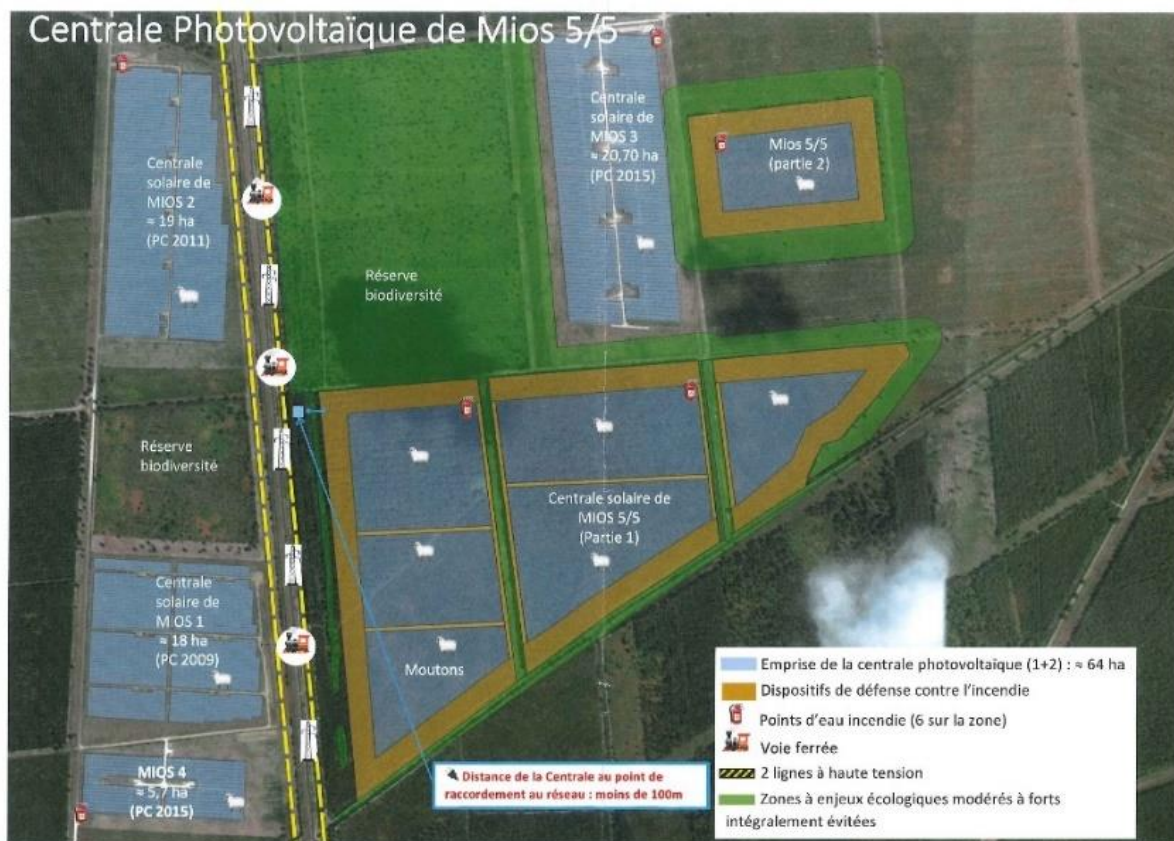 Centrale Photovoltaïque de Mios 5/5
Centrale
solaire de
MIOS 2
≈ 19 ha
(PC 2011)
Centrale
solaire de
MIOS 3
≈ 20,70 ha
(PC 2015)
Mios 5/5
(partie 2)
Réserve
biodiversité
Réserve
biodiversité
Centrale solaire de
MIOS 5/5
(Partie 1)
Centrale
solaire de
MIOS 1
≈ 18 ha
(PC 2009)
Moutons
MIOS 4
≈ 5,7 ha
(PC 2015)
Distance de la Centrale au point de
raccordement au réseau : moins de 100m
Emprise de la centrale photovoltaïque (1+2) : ≈ 64 ha
Dispositifs de défense contre l'incendie
Points d'eau incendie (6 sur la zone)
Voie ferrée
2 lignes à haute tension
Zones à enjeux écologiques modérés à forts
intégralement évitées